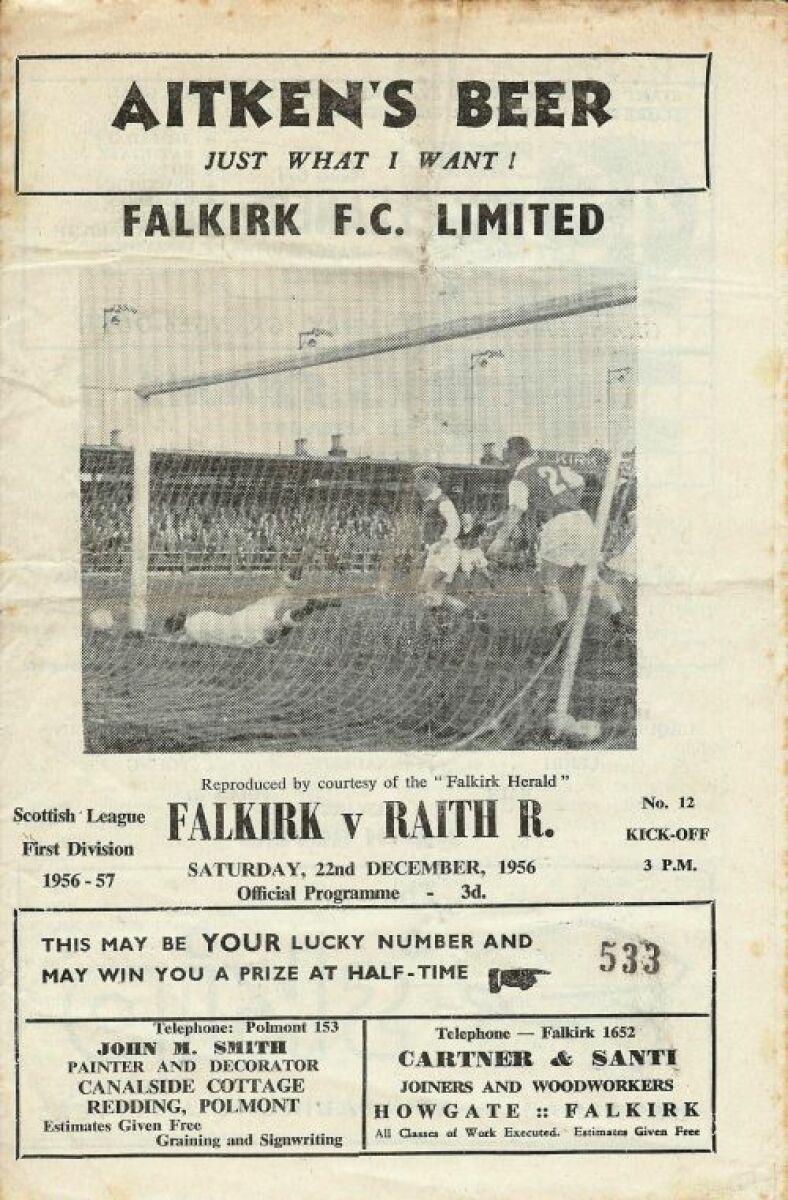 AITKEN'S BEER
JUST WHAT I WANT!
FALKIRK F.C. LIMITED
Reproduced by courtesy of the "Falkirk Herald"
Scottish League
First Division
1956-57
FALKIRK v RAITH R.
SATURDAY, 22nd DECEMBER, 1956
Official Programme - 3d.
No. 12
KICK-OFF
3 P.M.
THIS MAY BE YOUR LUCKY NUMBER AND
MAY WIN YOU A PRIZE AT HALF-TIME
533
Telephone: Polmont 153
JOHN M. SMITH
PAINTER AND DECORATOR
CANALSIDE COTTAGE
REDDING, POLMONT
Estimates Given Free
Graining and Signwriting
Telephone — Falkirk 1652
CARTNER & SANTI
JOINERS AND WOODWORKERS
HOWGATE :: FALKIRK
All Classes of Work Executed. Estimates Given Free